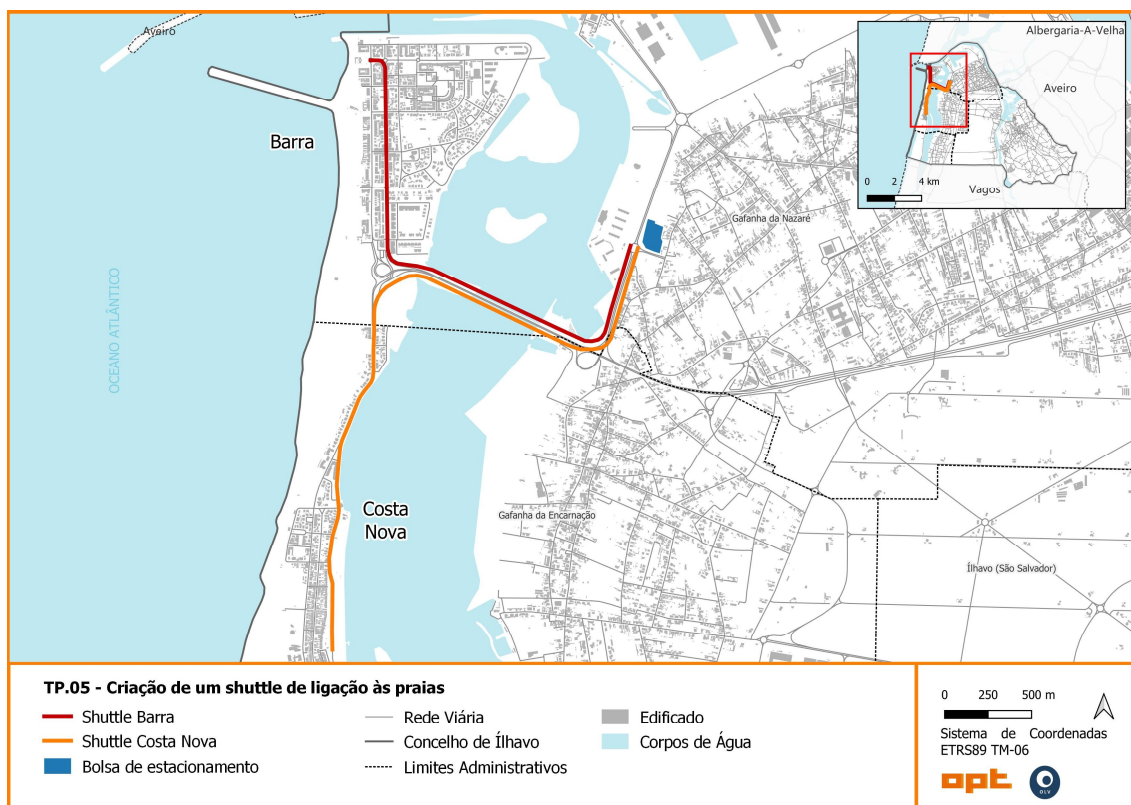 Aveiro
Barra
OCEANO ATLÂNTICO
Costa
Nova
Gafanha da Nazaré
Gafanha da Encarnação
Ílhavo (São Salvador)
Albergaria-A-Velha
Aveiro
Vagos
0 2 4 km
TP.05 - Criação de um shuttle de ligação às praias
Shuttle Barra
Shuttle Costa Nova
Bolsa de estacionamento
Rede Viária
Concelho de Ílhavo
Limites Administrativos
Edificado
Corpos de Água
0 250 500 m
Sistema de Coordenadas
ETRS89 TM-06
opt
OLV